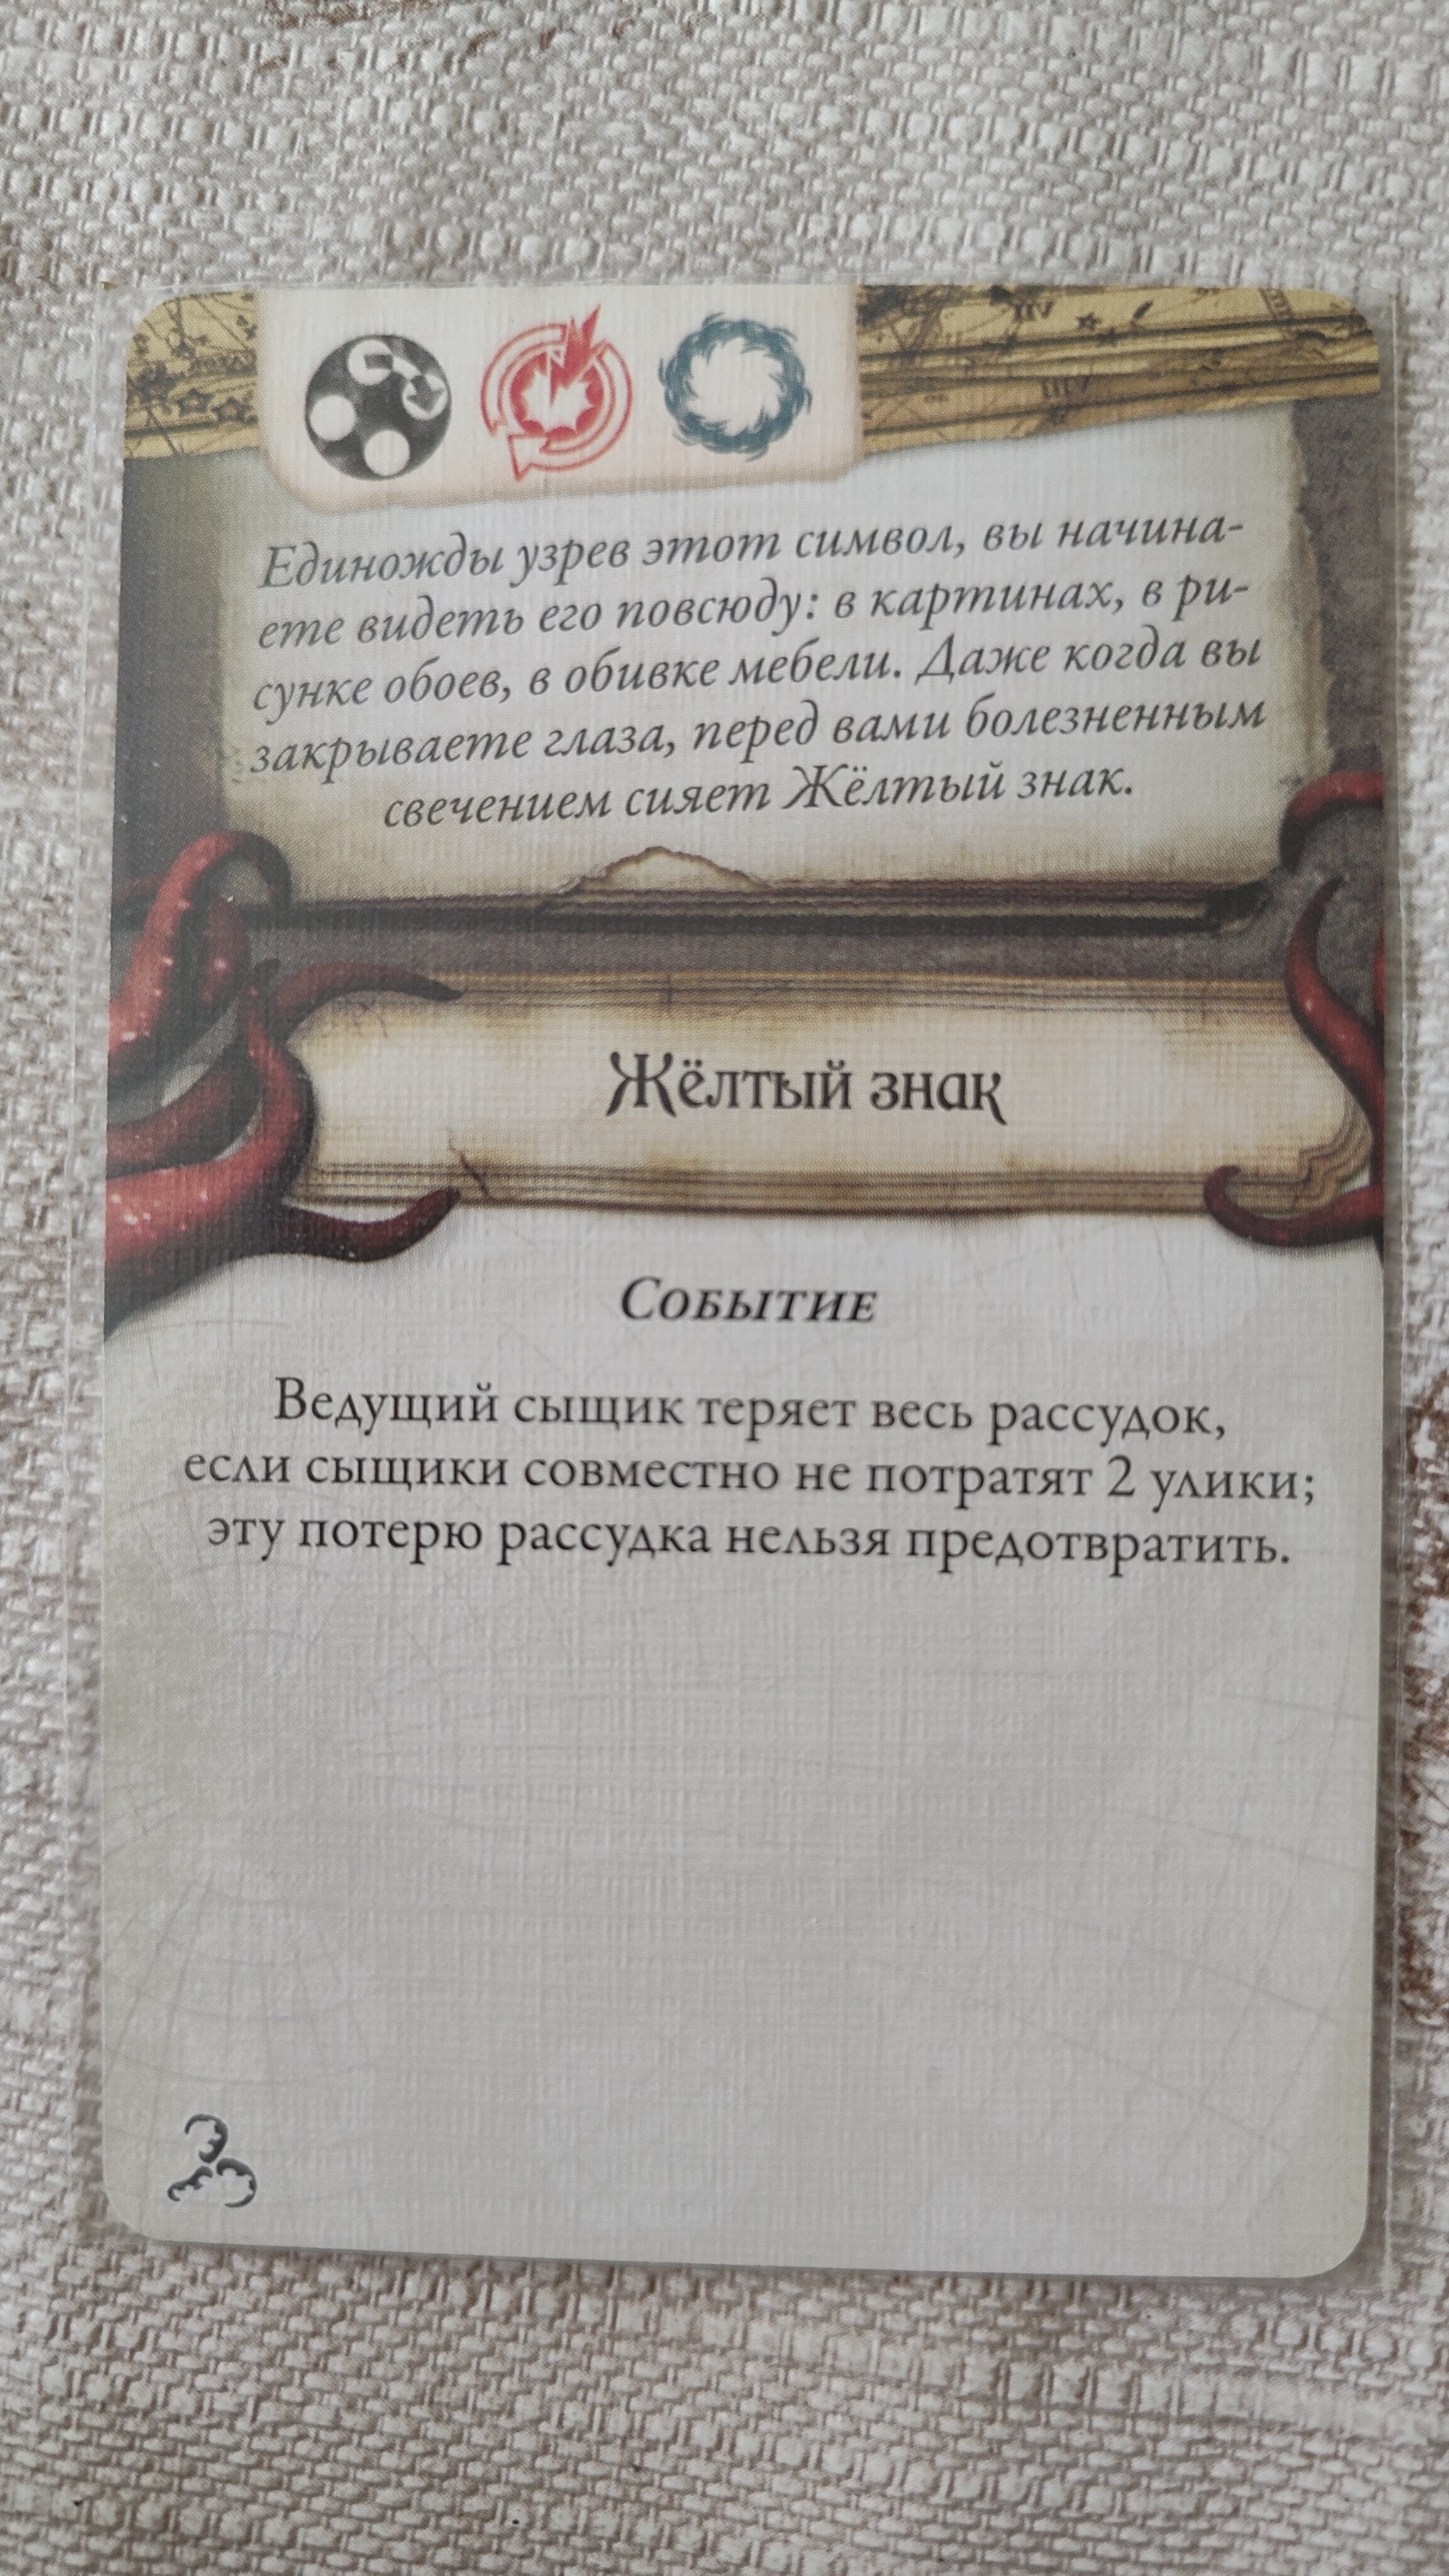 Единожды узрев этот символ, вы начина-
ете видеть его повсюду: в картинах, в ри-
сунке обоев, в обивке мебели. Даже когда вы
закрываете глаза, перед вами болезненным
свечением сияет Жёлтый знак.
Жёлтый знак
Событие
Ведущий сыщик теряет весь рассудок,
если сыщики совместно не потратят 2 улики;
эту потерю рассудка нельзя предотвратить.